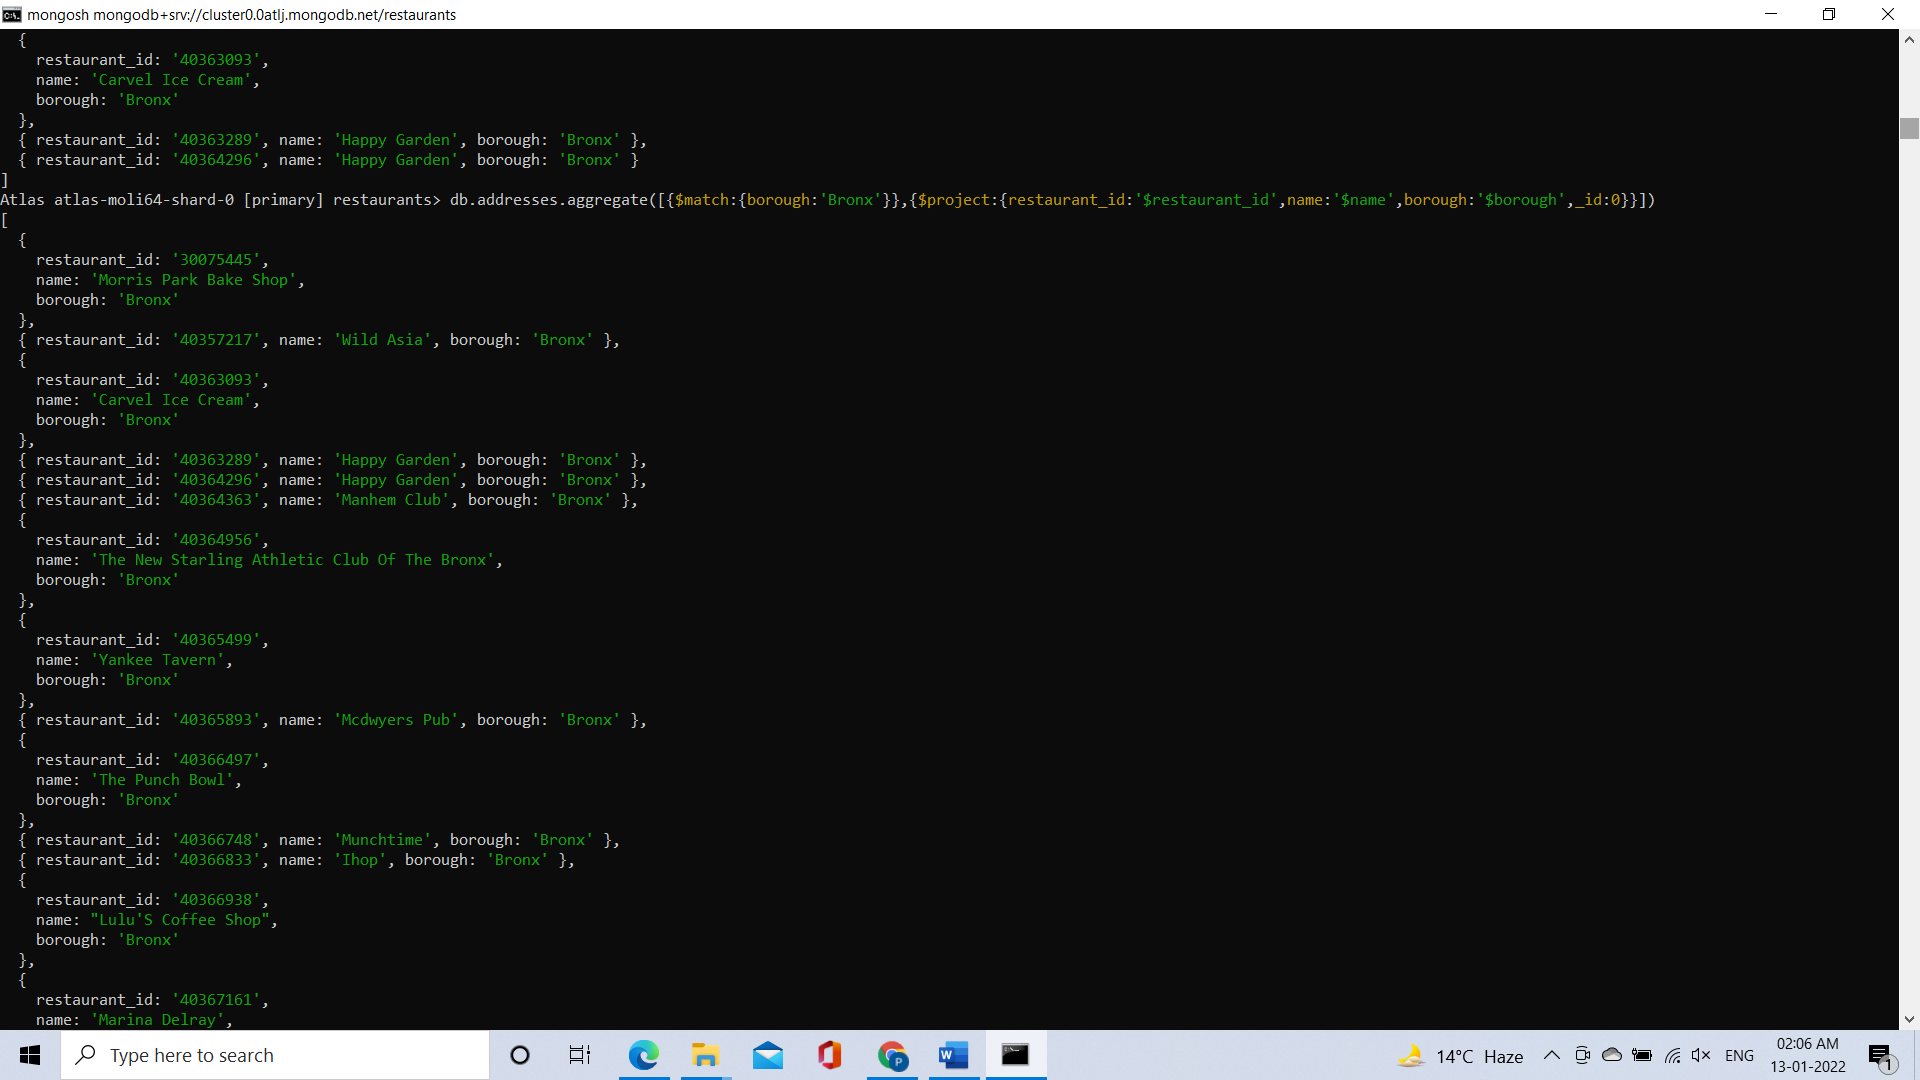 mongosh mongodb+srv://cluster0.0atlj.mongodb.net/restaurants
{
restaurant_id: '40363093',
name: 'Carvel Ice Cream',
borough: 'Bronx'
},
{ restaurant_id: '40363289', name: 'Happy Garden', borough: 'Bronx' },
{ restaurant_id: '40364296', name: 'Happy Garden', borough: 'Bronx' }
]
Atlas atlas-moli64-shard-0 [primary] restaurants> db.addresses.aggregate([{$match:{borough:'Bronx'}},{$project:{restaurant_id:'$restaurant_id',name:'$name',borough:'$borough',_id:0}}])
[
{
restaurant_id: '30075445',
name: 'Morris Park Bake Shop',
borough: 'Bronx'
},
{ restaurant_id: '40357217', name: 'Wild Asia', borough: 'Bronx' },
{
restaurant_id: '40363093',
name: 'Carvel Ice Cream',
borough: 'Bronx'
},
{ restaurant_id: '40363289', name: 'Happy Garden', borough: 'Bronx' },
{ restaurant_id: '40364296', name: 'Happy Garden', borough: 'Bronx' },
{ restaurant_id: '40364363', name: 'Manhem Club', borough: 'Bronx' },
{
restaurant_id: '40364956',
name: 'The New Starling Athletic Club Of The Bronx',
borough: 'Bronx'
},
{
restaurant_id: '40365499',
name: 'Yankee Tavern',
borough: 'Bronx'
},
{ restaurant_id: '40365893', name: 'Mcdwyers Pub', borough: 'Bronx' },
{
restaurant_id: '40366497',
name: 'The Punch Bowl',
borough: 'Bronx'
},
{ restaurant_id: '40366748', name: 'Munchtime', borough: 'Bronx' },
{ restaurant_id: '40366833', name: 'Ihop', borough: 'Bronx' },
{
restaurant_id: '40366938',
name: "Lulu'S Coffee Shop",
borough: 'Bronx'
},
{
restaurant_id: '40367161',
name: 'Marina Delray',
Type here to search
14°C Haze
ENG
02:06 AM
13-01-2022
1